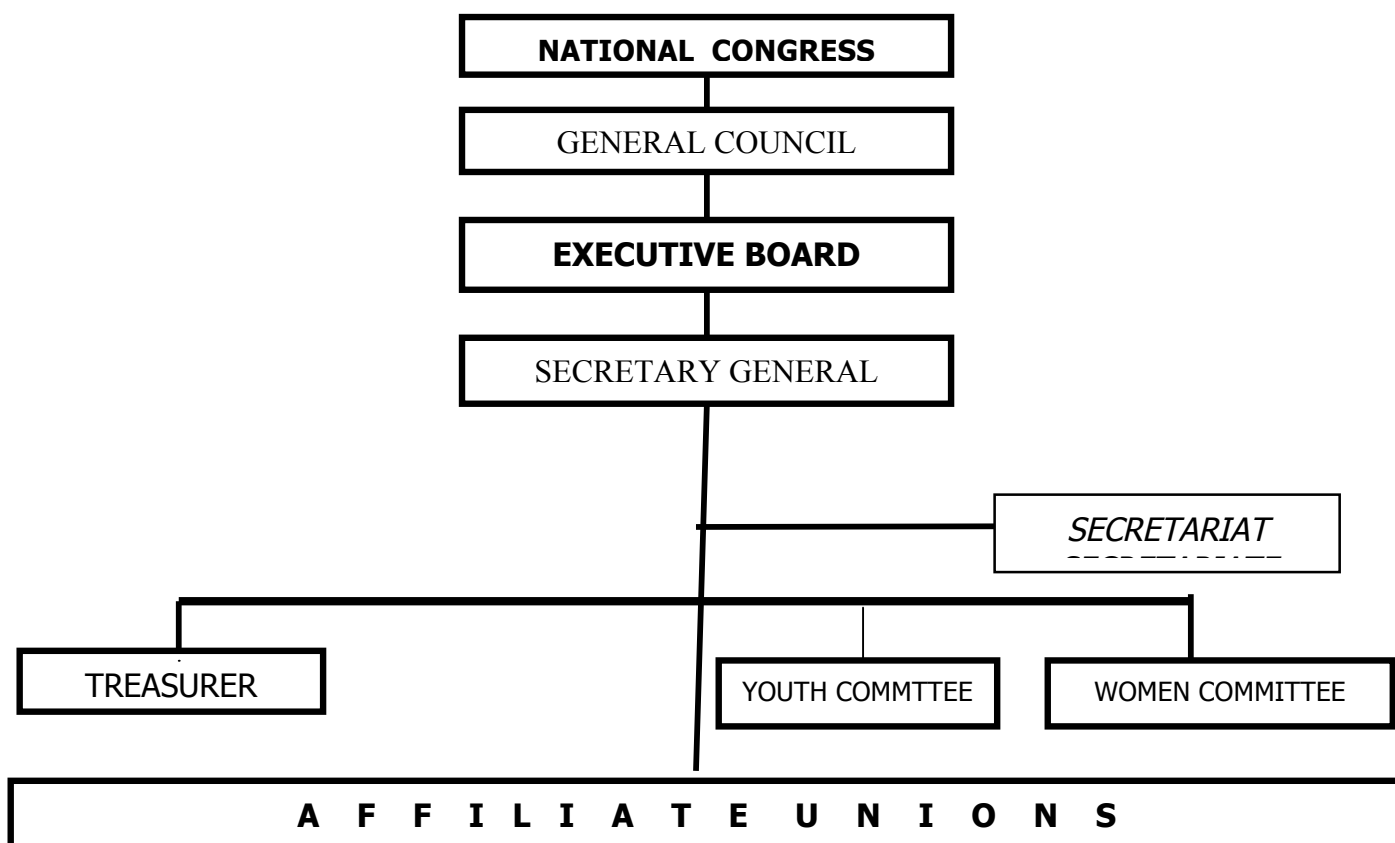 NATIONAL CONGRESS
GENERAL COUNCIL
EXECUTIVE BOARD
SECRETARY GENERAL
SECRETARIAT
TREASURER
YOUTH COMMTTEE
WOMEN COMMITTEE
A F F I L I A T E U N I O N S